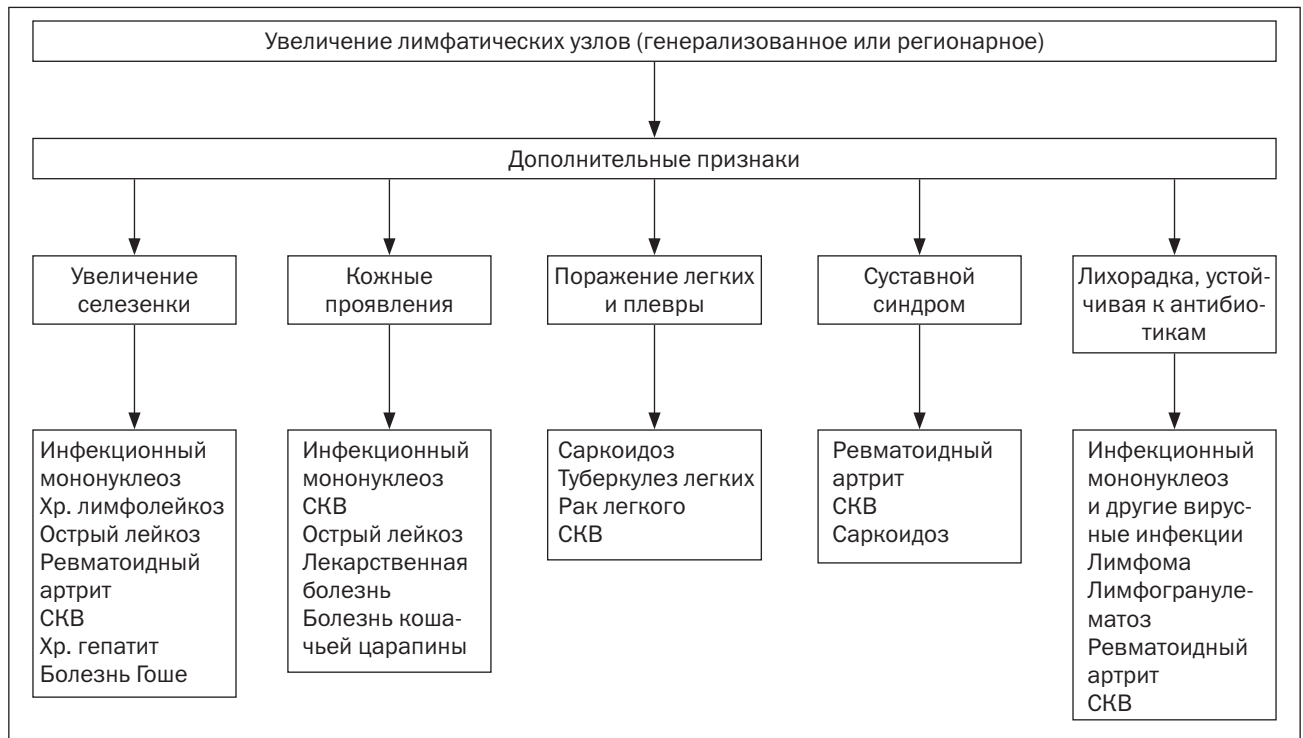 Увеличение лимфатических узлов (генерализованное или регионарное)
Дополнительные признаки
Увеличение
селезенки
Кожные
проявления
Поражение легких
и плевры
Суставной
синдром
Лихорадка, устой-
чивая к антибио-
тикам
Инфекционный
мононуклеоз
Хр. лимфолейкоз
Острый лейкоз
Ревматоидный
артрит
СКВ
Хр. гепатит
Болезнь Гоше
Инфекционный
мононуклеоз
СКВ
Острый лейкоз
Лекарственная
болезнь
Болезнь коша-
чьей царапины
Саркоидоз
Туберкулез легких
Рак легкого
СКВ
Ревматоидный
артрит
СКВ
Саркоидоз
Инфекционный
мононуклеоз
и другие вирус-
ные инфекции
Лимфома
Лимфогрануле-
матоз
Ревматоидный
артрит
СКВ